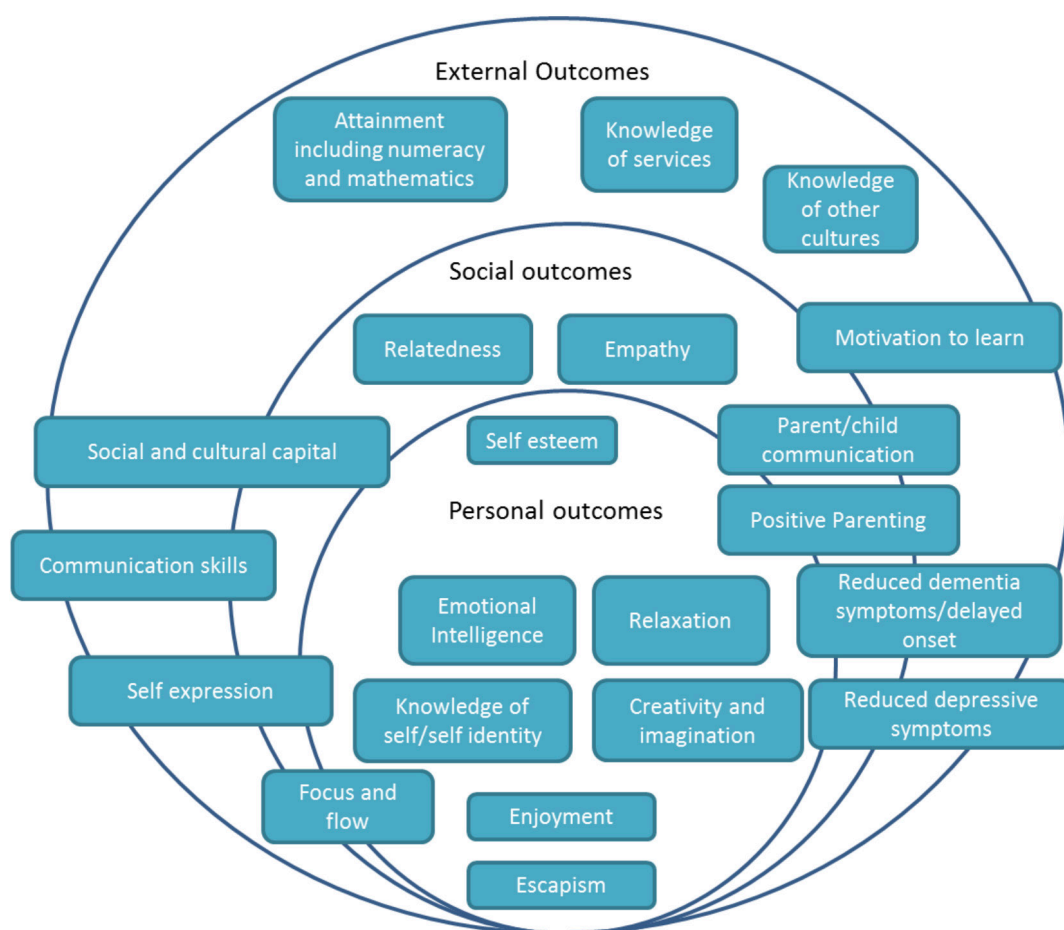 External Outcomes
Attainment
including numeracy
and mathematics
Knowledge
of services
Knowledge
of other
cultures
Social outcomes
Relatedness
Empathy
Motivation to learn
Social and cultural capital
Self esteem
Parent/child
communication
Personal outcomes
Positive Parenting
Communication skills
Emotional
Intelligence
Relaxation
Reduced dementia
symptoms/delayed
onset
Self expression
Knowledge of
self/self identity
Creativity and
imagination
Reduced depressive
symptoms
Focus and
flow
Enjoyment
Escapism